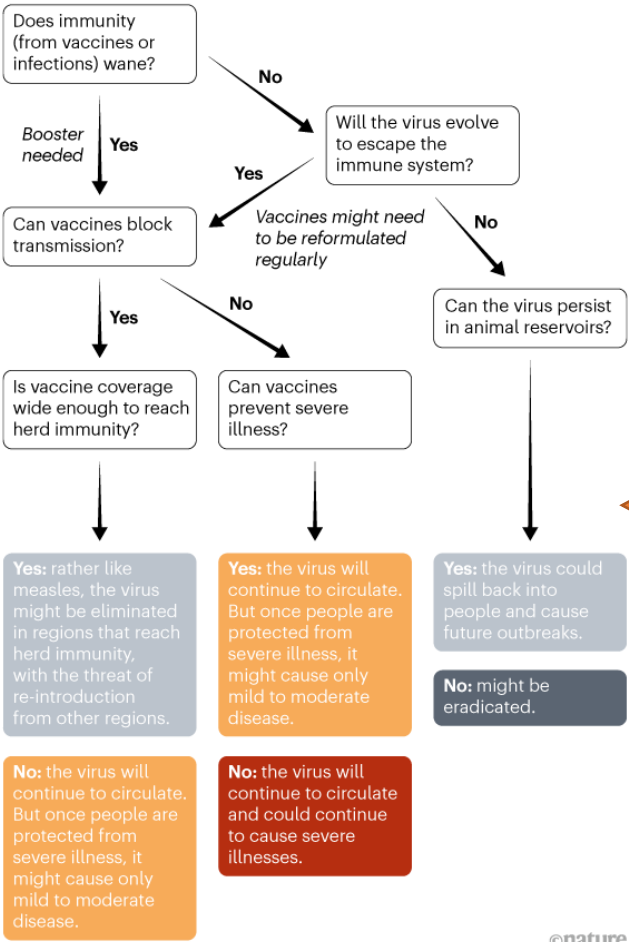 Does immunity
(from vaccines or
infections) wane?
No
Booster
needed
Yes
Will the virus evolve
to escape the
immune system?
Yes
Vaccines might need
to be reformulated
regularly
No
Can vaccines block
transmission?
Yes
No
Can the virus persist
in animal reservoirs?
Is vaccine coverage
wide enough to reach
herd immunity?
Can vaccines
prevent severe
illness?
Yes: rather like
measles, the virus
might be eliminated
in regions that reach
herd immunity,
with the threat of
re-introduction
from other regions.
Yes: the virus will
continue to circulate.
But once people are
protected from
severe illness, it
might cause only
mild to moderate
disease.
Yes: the virus could
spill back into
people and cause
future outbreaks.
No: might be
eradicated.
No: the virus will
continue to circulate.
But once people are
protected from
severe illness, it
might cause only
mild to moderate
disease.
No: the virus will
continue to circulate
and could continue
to cause severe
illnesses.
©nature